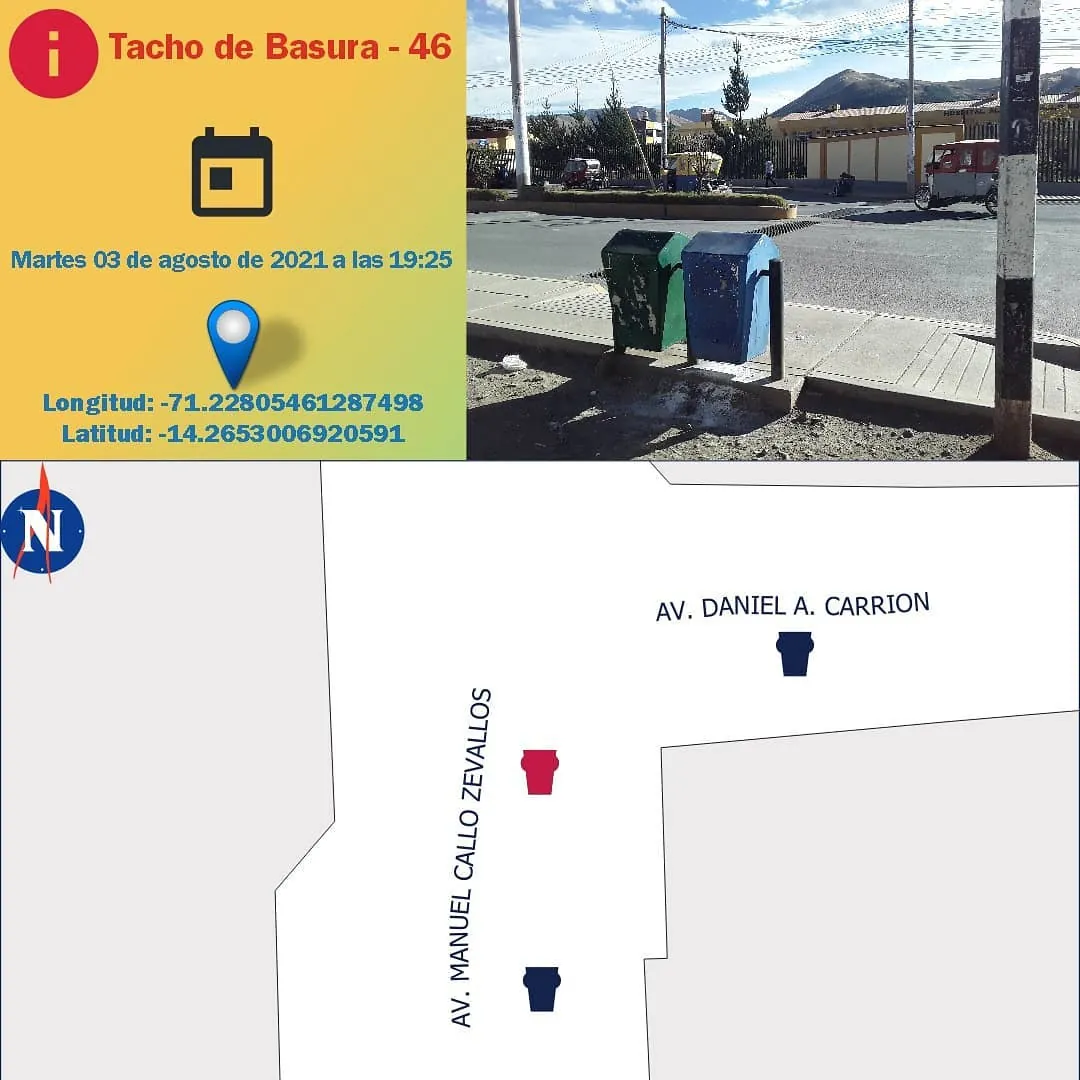 i
Tacho de Basura - 46
Martes 03 de agosto de 2021 a las 19:25
Longitud: -71.22805461287498
Latitud: -14.2653006920591
HOSPITAL
N
AV. DANIEL A. CARRION
AV. MANUEL CALLO ZEVALLOS